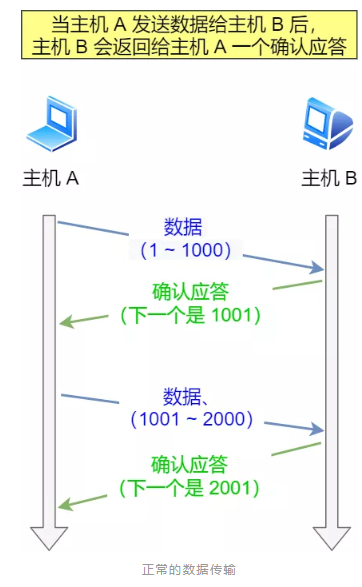 当主机 A 发送数据给主机 B 后，
主机 B 会返回给主机 A 一个确认应答
主机 A
主机 B
数据
（1 ~ 1000）
确认应答
（下一个是 1001）
数据、
（1001 ~ 2000）
确认应答
（下一个是 2001）
正常的数据传输